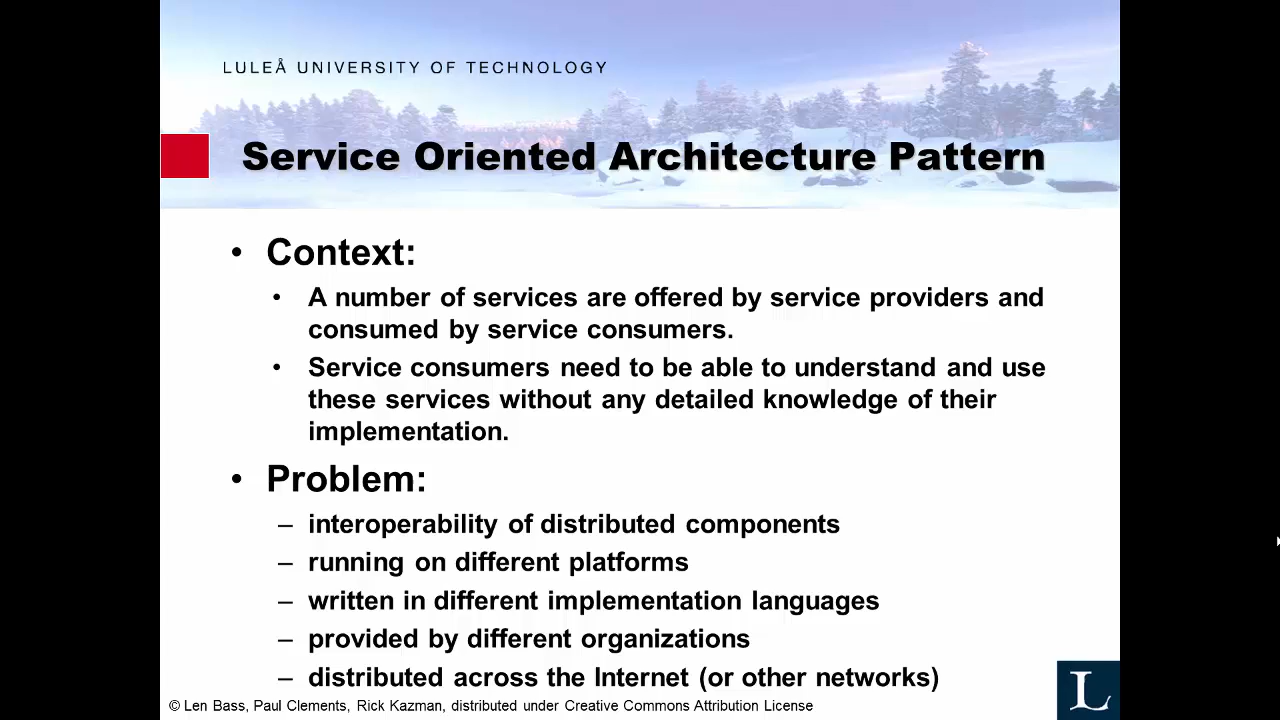 LULEÅ UNIVERSITY OF TECHNOLOGY
Service Oriented Architecture Pattern
• Context:
• A number of services are offered by service providers and
consumed by service consumers.
• Service consumers need to be able to understand and use
these services without any detailed knowledge of their
implementation.
• Problem:
– interoperability of distributed components
– running on different platforms
– written in different implementation languages
– provided by different organizations
– distributed across the Internet (or other networks)
© Len Bass, Paul Clements, Rick Kazman, distributed under Creative Commons Attribution License
L